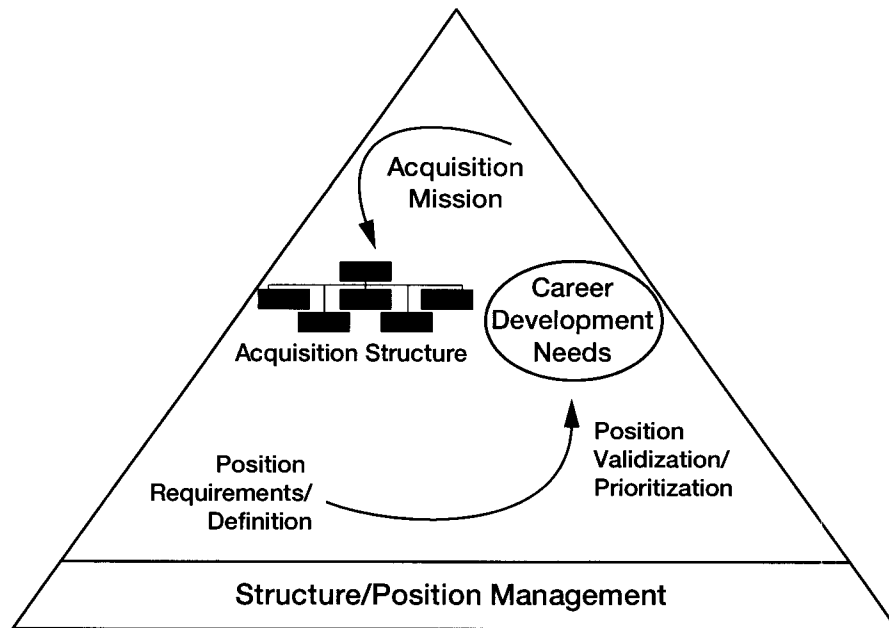 Acquisition
Mission
Career
Development
Needs
Acquisition Structure
Position
Validization/
Prioritization
Position
Requirements/
Definition
Structure/Position Management